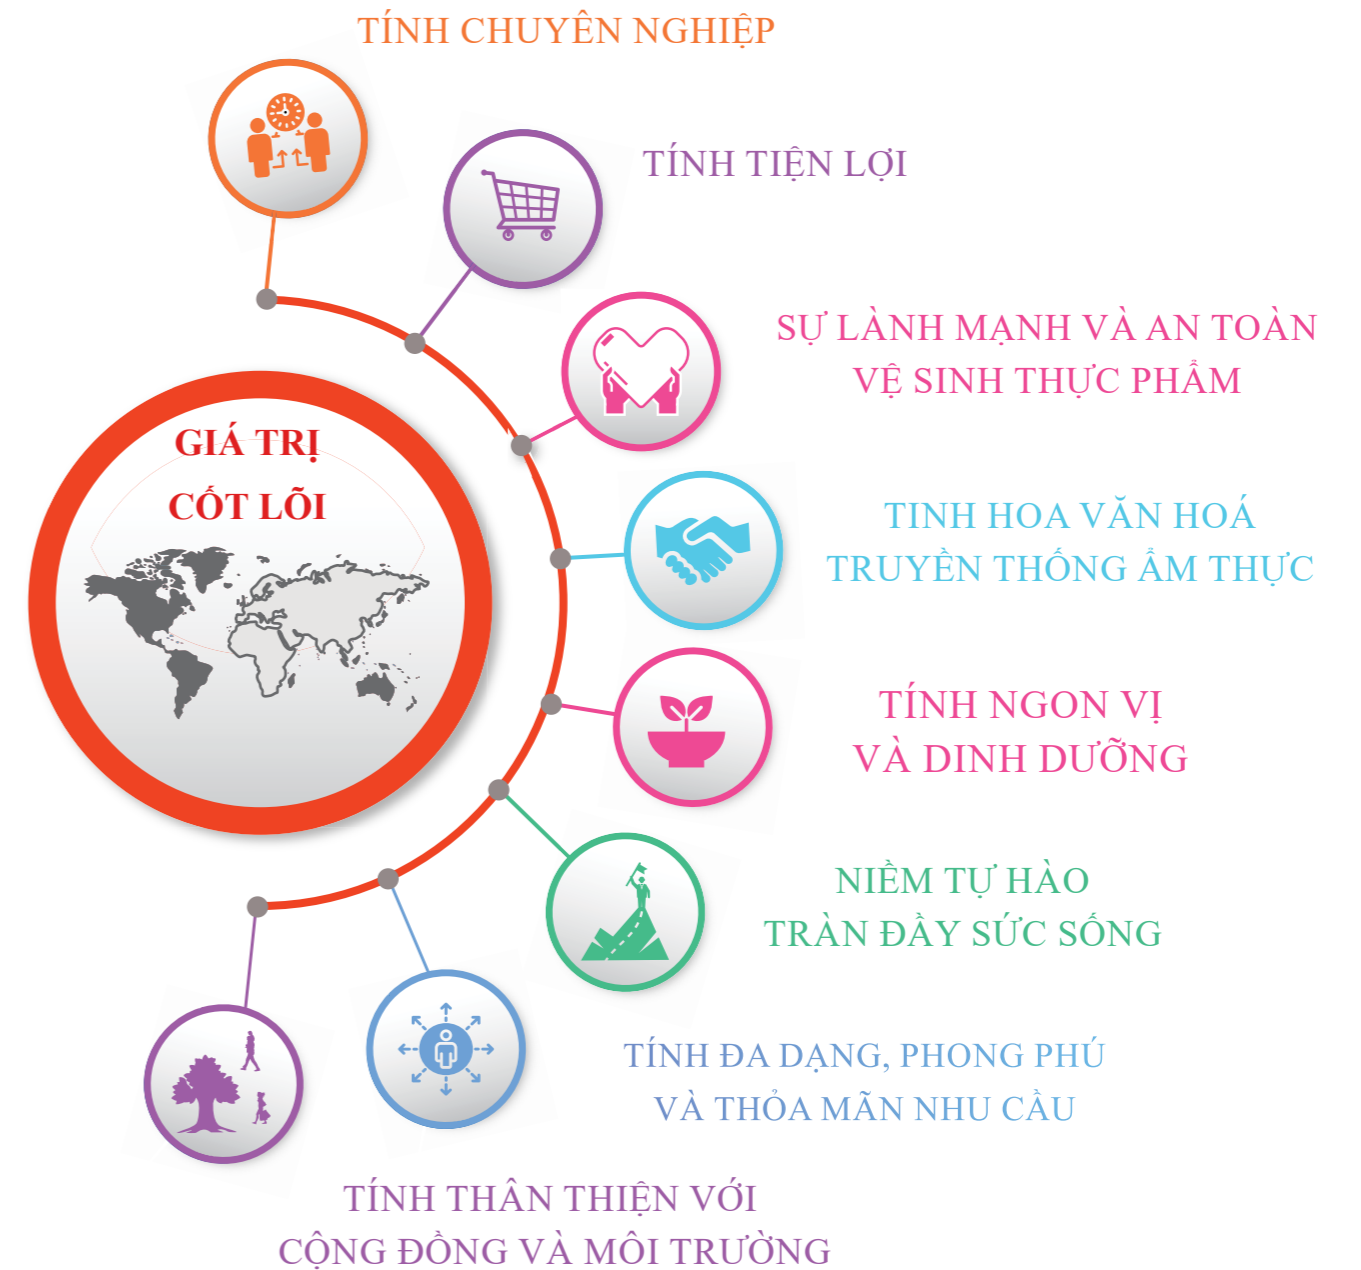 TÍNH CHUYÊN NGHIỆP
TÍNH TIỆN LỢI
SỰ LÀNH MẠNH VÀ AN TOÀN
VỆ SINH THỰC PHẨM
GIÁ TRỊ
CỐT LÕI
TINH HOA VĂN HOÁ
TRUYỀN THỐNG ẨM THỰC
TÍNH NGON VỊ
VÀ DINH DƯỠNG
NIỀM TỰ HÀO
TRÀN ĐẦY SỨC SỐNG
TÍNH ĐA DẠNG, PHONG PHÚ
VÀ THỎA MÃN NHU CẦU
TÍNH THÂN THIỆN VỚI
CỘNG ĐỒNG VÀ MÔI TRƯỜNG